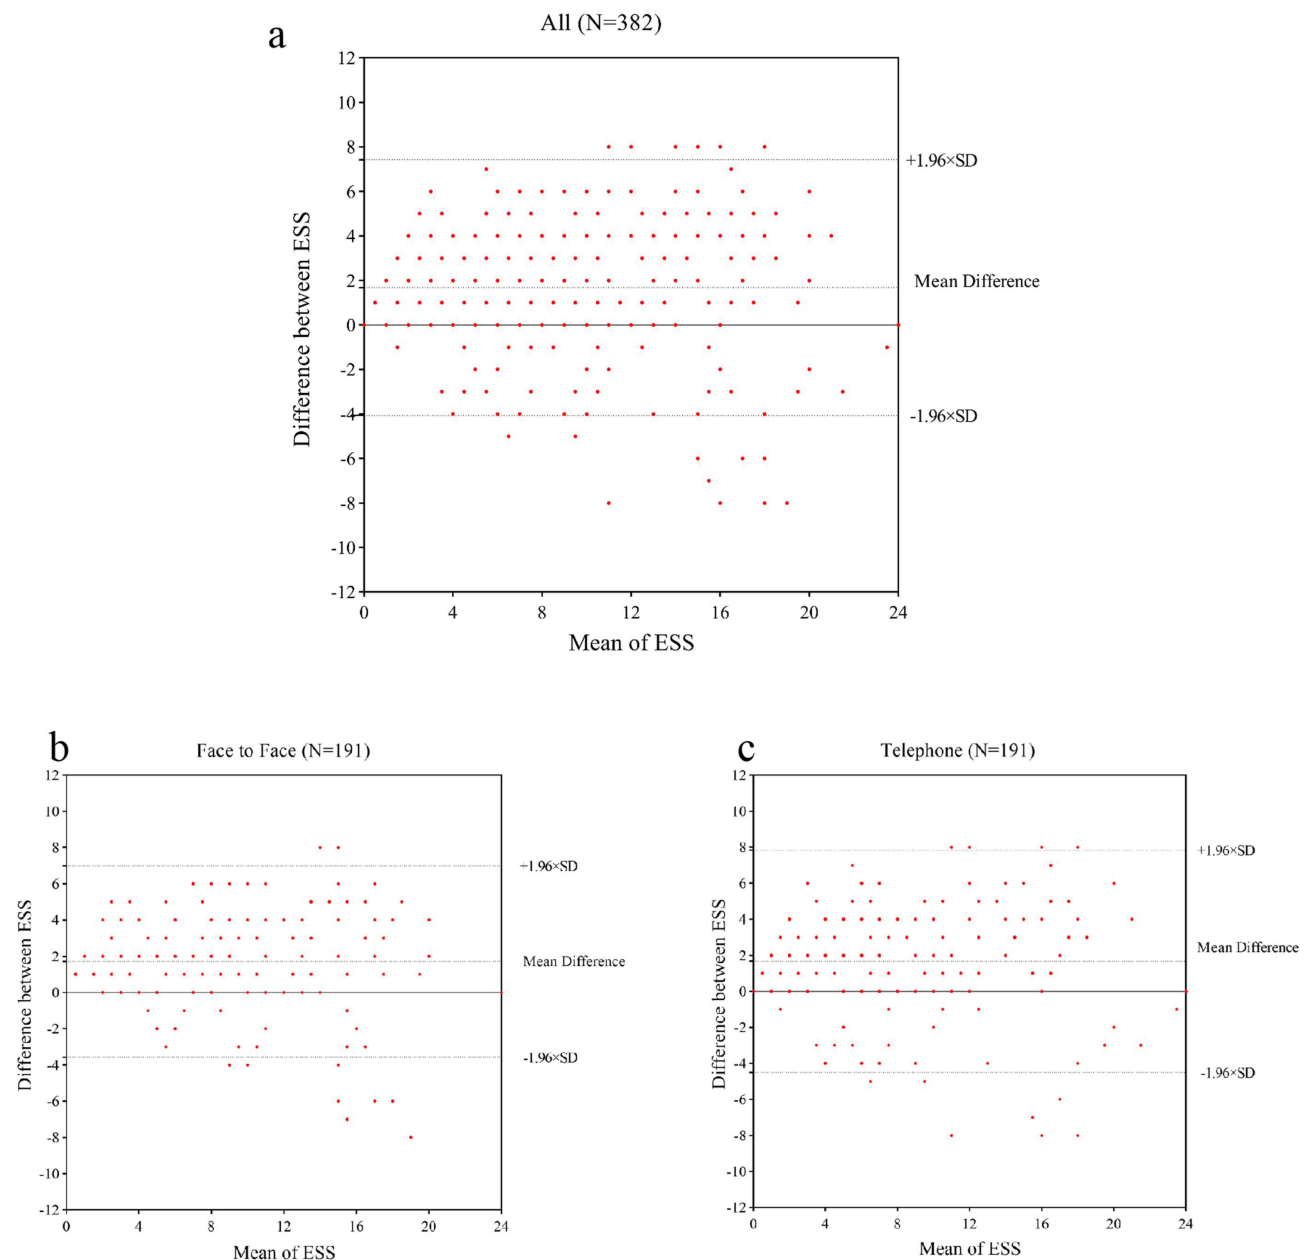 a
All (N=382)
12
10
8
+1.96×SD
6
4
Mean Difference
2
0
-2
-4
-1.96×SD
-6
-8
-10
-12
0 4 8 12 16 20 24
Difference between ESS
Mean of ESS
b
Face to Face (N=191)
12
10
8
+1.96×SD
6
4
2
Mean Difference
0
-2
-4
-1.96×SD
-6
-8
-10
-12
0 4 8 12 16 20 24
Difference between ESS
Mean of ESS
c
Telephone (N=191)
12
10
8
+1.96×SD
6
4
Mean Difference
2
0
-2
-4
-1.96×SD
-6
-8
-10
-12
0 4 8 12 16 20 24
Difference between ESS
Mean of ESS